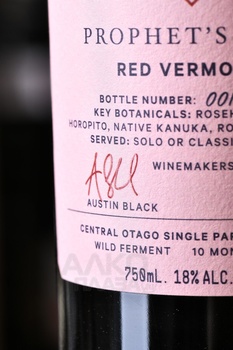 PROPHET'S
RED VERMO
BOTTLE NUMBER: 001
KEY BOTANICALS: ROSEH
HOROPITO, NATIVE KANUKA, RO
SERVED: SOLO OR CLASSI
WINEMAKERS
AUSTIN BLACK
CENTRAL OTAGO SINGLE PAR
WILD FERMENT 10 MON
750mL. 18% ALC.